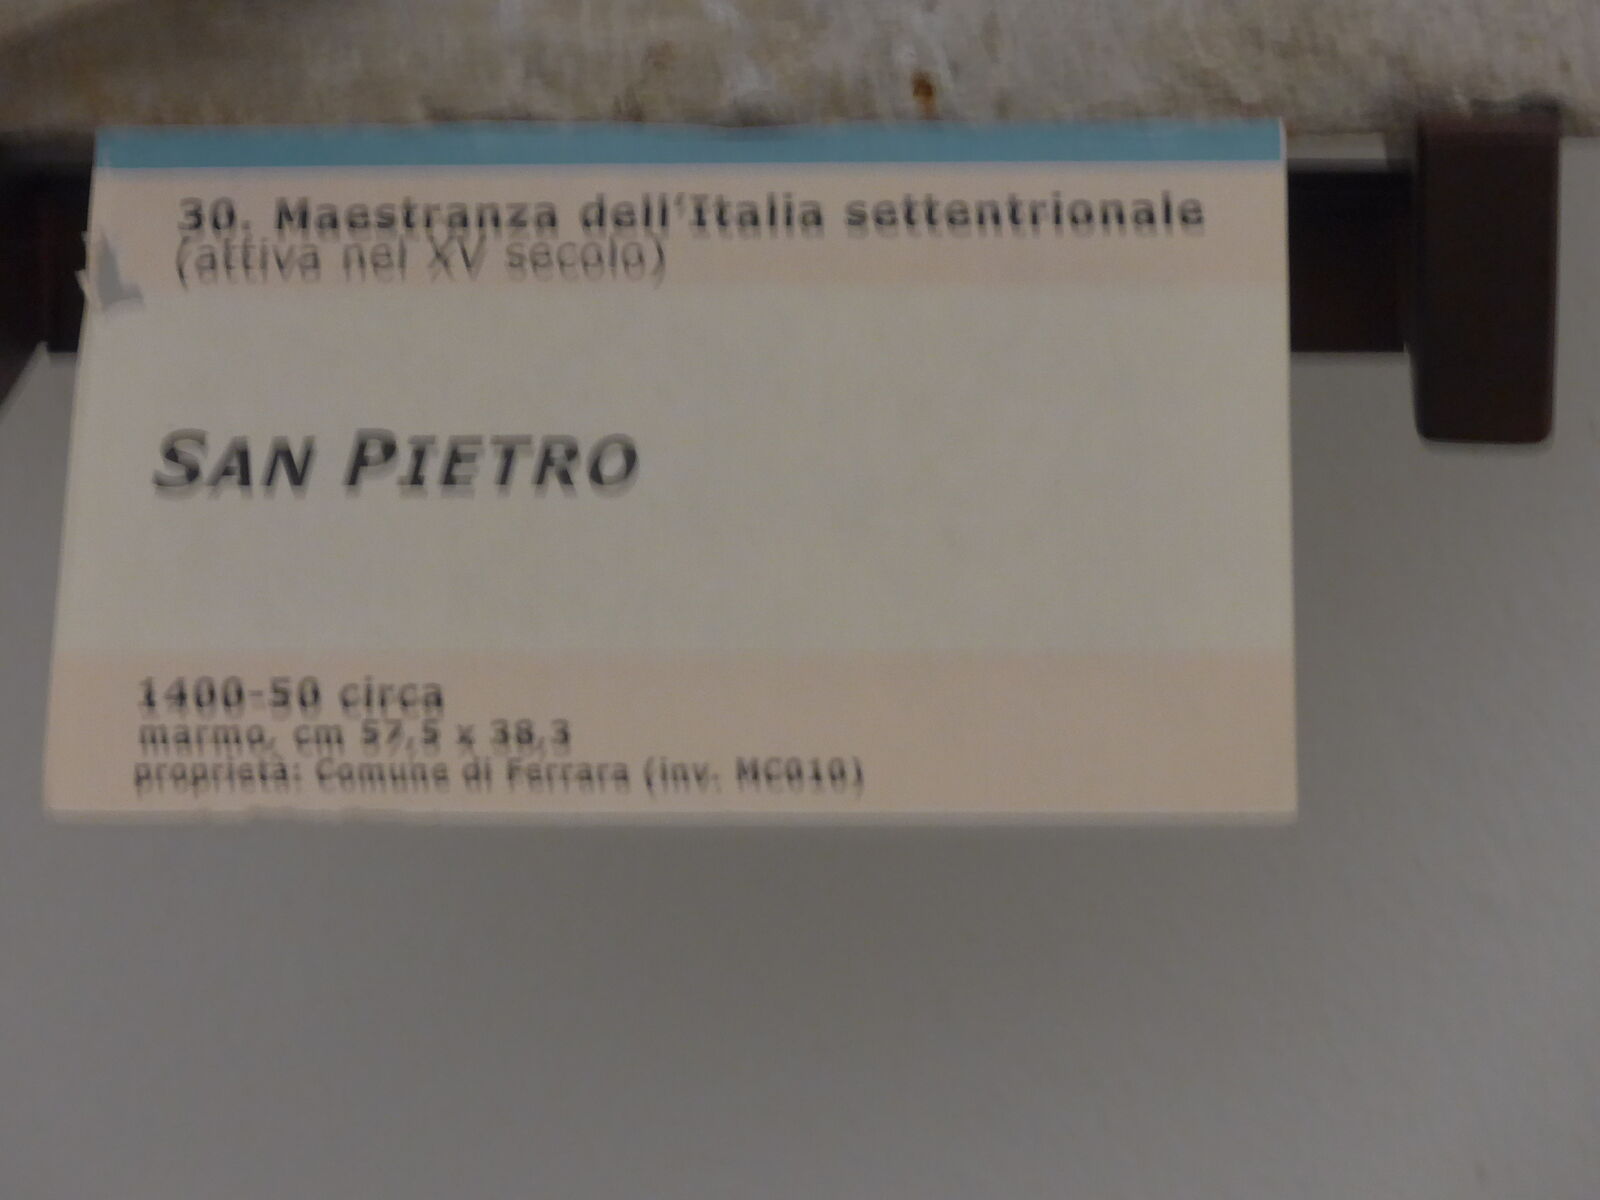 30. Maestranza dell'Italia settentrionale
(attiva nel XV secolo)
SAN PIETRO
1400-50 circa
marmo, cm 57,5 x 38,3
proprietà: Comune di Ferrara (inv. MC010)